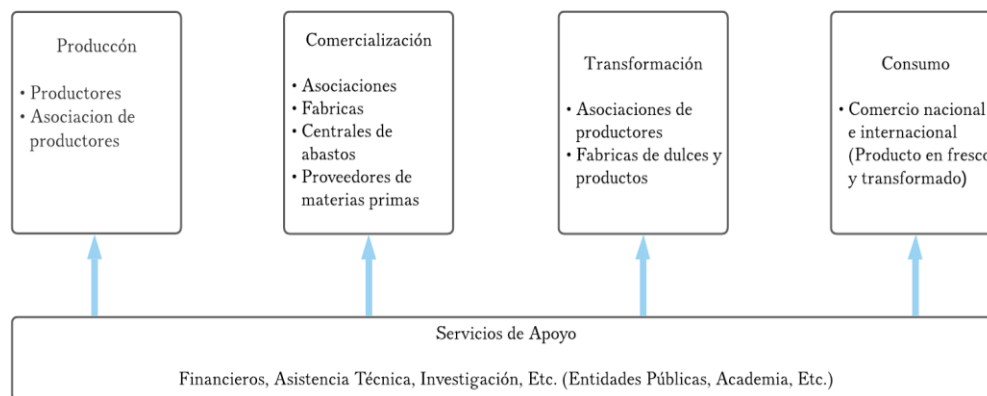 Produccón
• Productores
• Asociacion de
productores
Comercialización
• Asociaciones
• Fabricas
• Centrales de
abastos
• Proveedores de
materias primas
Transformación
• Asociaciones de
productores
• Fabricas de dulces y
productos
Consumo
• Comercio nacional
e internacional
(Producto en fresco
y transformado)
Servicios de Apoyo
Financieros, Asistencia Técnica, Investigación, Etc. (Entidades Públicas, Academia, Etc.)